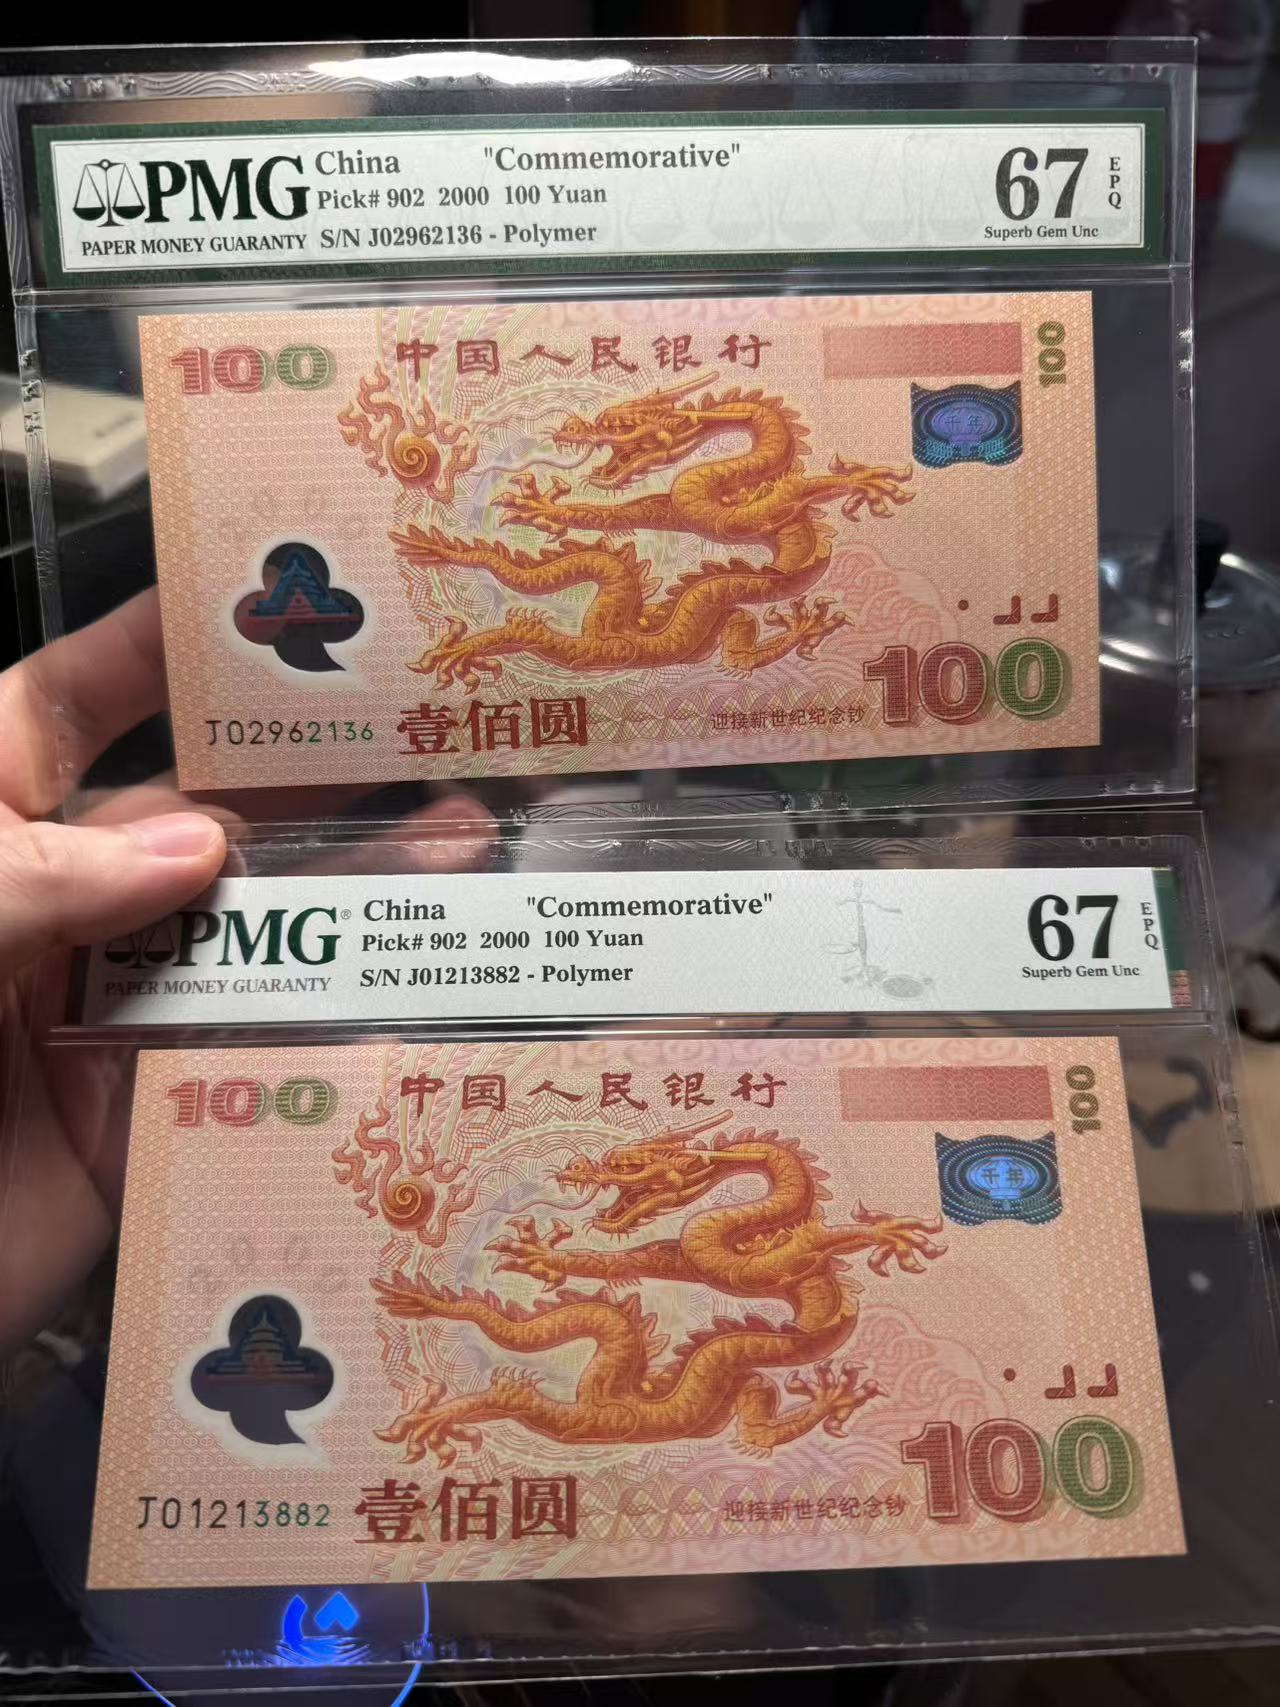 PMG
PAPER MONEY GUARANTY
China "Commemorative"
Pick# 902 2000 100 Yuan
S/N J02962136 - Polymer
67
EPQ
Superb Gem Unc
100
中国人民银行
100
千年
J02962136
壹佰圆
迎接新世纪纪念钞
100
PMG®
PAPER MONEY GUARANTY
China "Commemorative"
Pick# 902 2000 100 Yuan
S/N J01213882 - Polymer
67
EPQ
Superb Gem Unc
100
中国人民银行
100
千年
J01213882
壹佰圆
迎接新世纪纪念钞
100